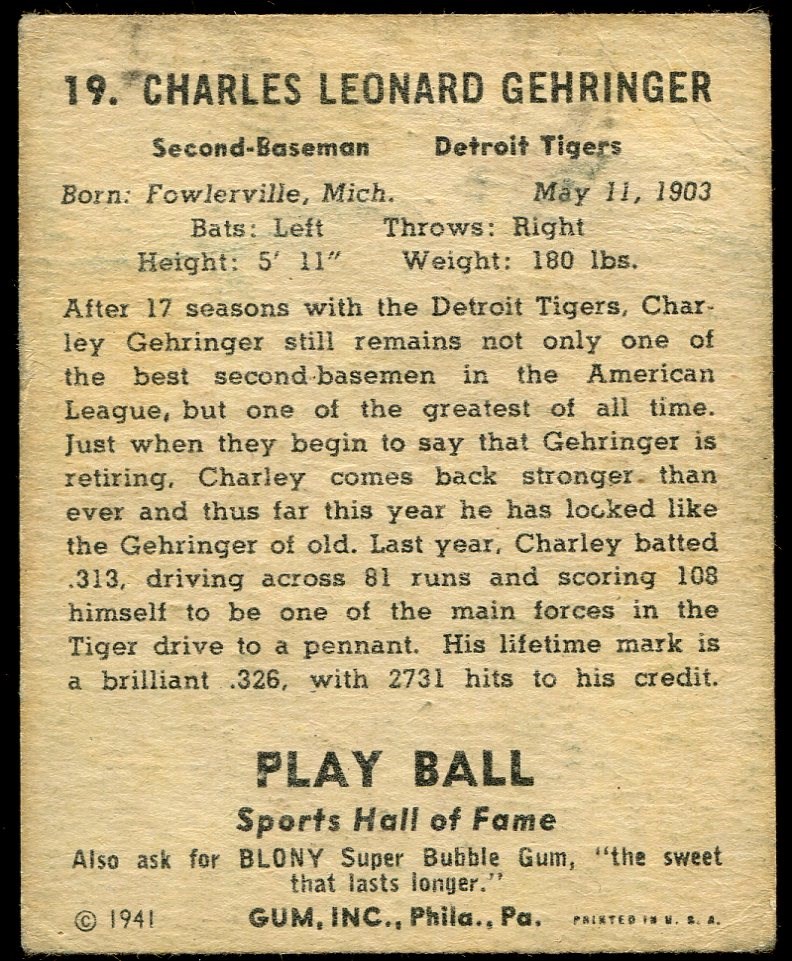 19. CHARLES LEONARD GEHRINGER
Second-Baseman Detroit Tigers
Born: Fowlerville, Mich. May 11, 1903
Bats: Left Throws: Right
Height: 5' 11" Weight: 180 lbs.
After 17 seasons with the Detroit Tigers, Char-
ley Gehringer still remains not only one of
the best second-basemen in the American
League, but one of the greatest of all time.
Just when they begin to say that Gehringer is
retiring, Charley comes back stronger than
ever and thus far this year he has looked like
the Gehringer of old. Last year, Charley batted
.313, driving across 81 runs and scoring 108
himself to be one of the main forces in the
Tiger drive to a pennant. His lifetime mark is
a brilliant .326, with 2731 hits to his credit.
PLAY BALL
Sports Hall of Fame
Also ask for BLONY Super Bubble Gum, "the sweet
that lasts longer."
© 1941 GUM, INC., Phila., Pa. PRINTED IN U. S. A.